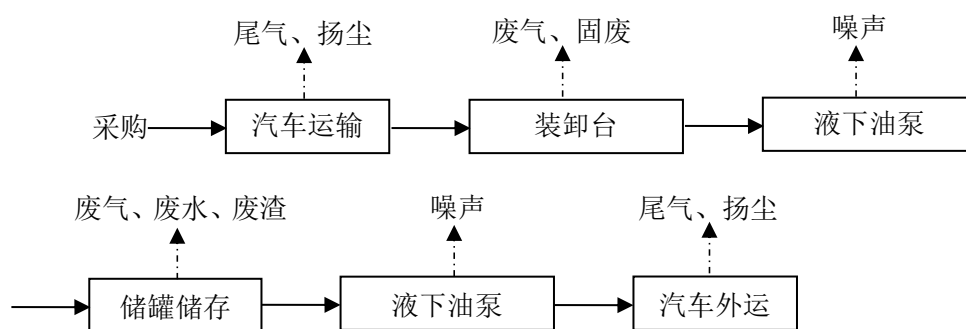 尾气、扬尘
废气、固废
噪声
采购
汽车运输
装卸台
液下油泵
废气、废水、废渣
噪声
尾气、扬尘
储罐储存
液下油泵
汽车外运